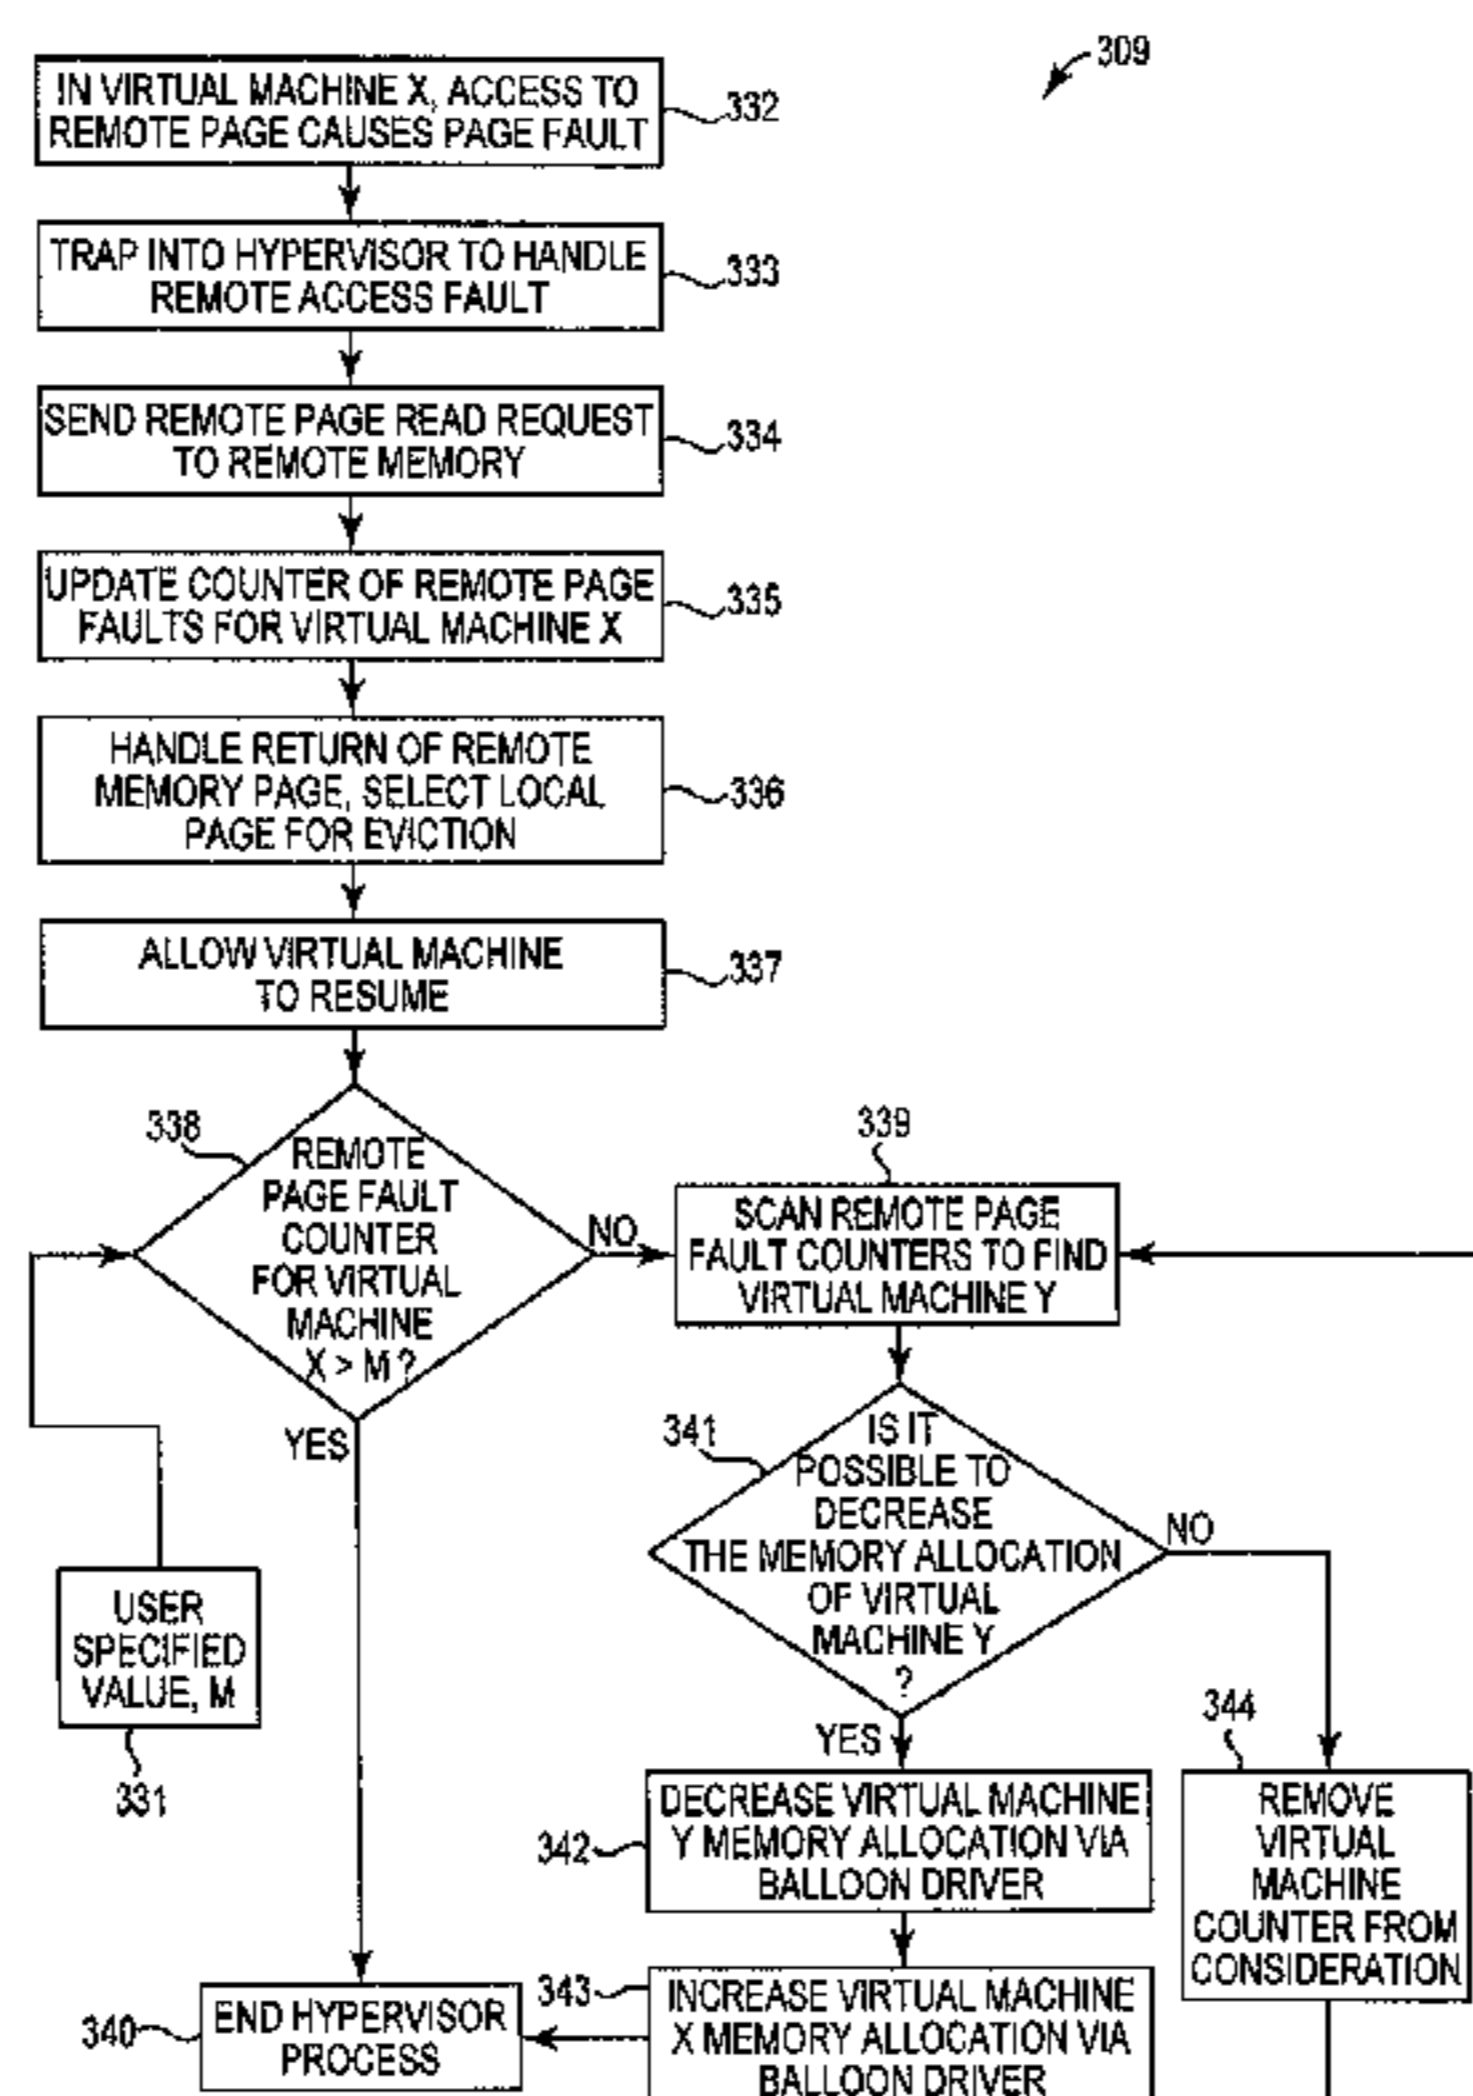 309
IN VIRTUAL MACHINE X, ACCESS TO
REMOTE PAGE CAUSES PAGE FAULT
332
TRAP INTO HYPERVISOR TO HANDLE
REMOTE ACCESS FAULT
333
SEND REMOTE PAGE READ REQUEST
TO REMOTE MEMORY
334
UPDATE COUNTER OF REMOTE PAGE
FAULTS FOR VIRTUAL MACHINE X
335
HANDLE RETURN OF REMOTE
MEMORY PAGE, SELECT LOCAL
PAGE FOR EVICTION
336
ALLOW VIRTUAL MACHINE
TO RESUME
337
338
REMOTE
PAGE FAULT
COUNTER
FOR VIRTUAL
MACHINE
X > M ?
NO
YES
339
SCAN REMOTE PAGE
FAULT COUNTERS TO FIND
VIRTUAL MACHINE Y
341
IS IT
POSSIBLE TO
DECREASE
THE MEMORY ALLOCATION
OF VIRTUAL
MACHINE Y
?
NO
YES
USER
SPECIFIED
VALUE, M
331
342
DECREASE VIRTUAL MACHINE
Y MEMORY ALLOCATION VIA
BALLOON DRIVER
344
REMOVE
VIRTUAL
MACHINE
COUNTER FROM
CONSIDERATION
343
INCREASE VIRTUAL MACHINE
X MEMORY ALLOCATION VIA
BALLOON DRIVER
340
END HYPERVISOR
PROCESS